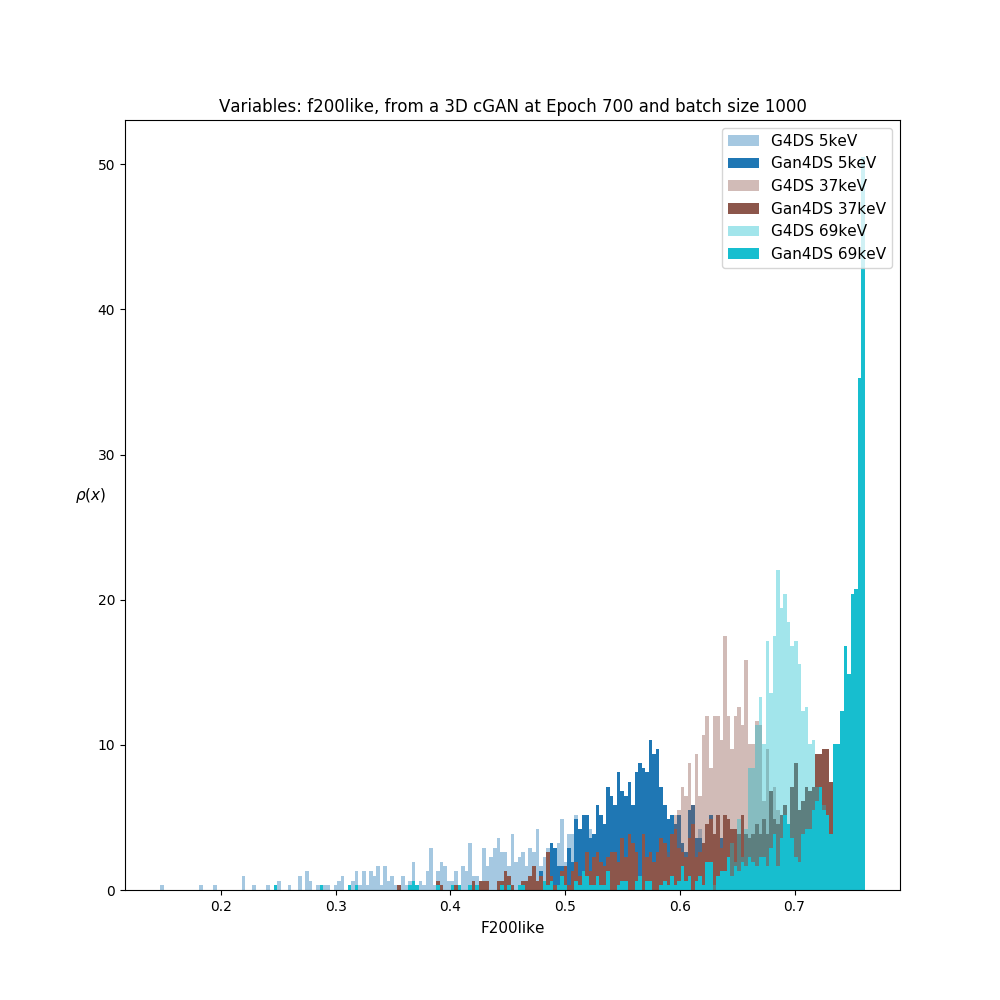 Variables: f200like, from a 3D cGAN at Epoch 700 and batch size 1000
G4DS 5keV
Gan4DS 5keV
G4DS 37keV
Gan4DS 37keV
G4DS 69keV
Gan4DS 69keV
50
40
30
20
10
0
ρ(x)
0.2
0.3
0.4
0.5
0.6
0.7
F200like